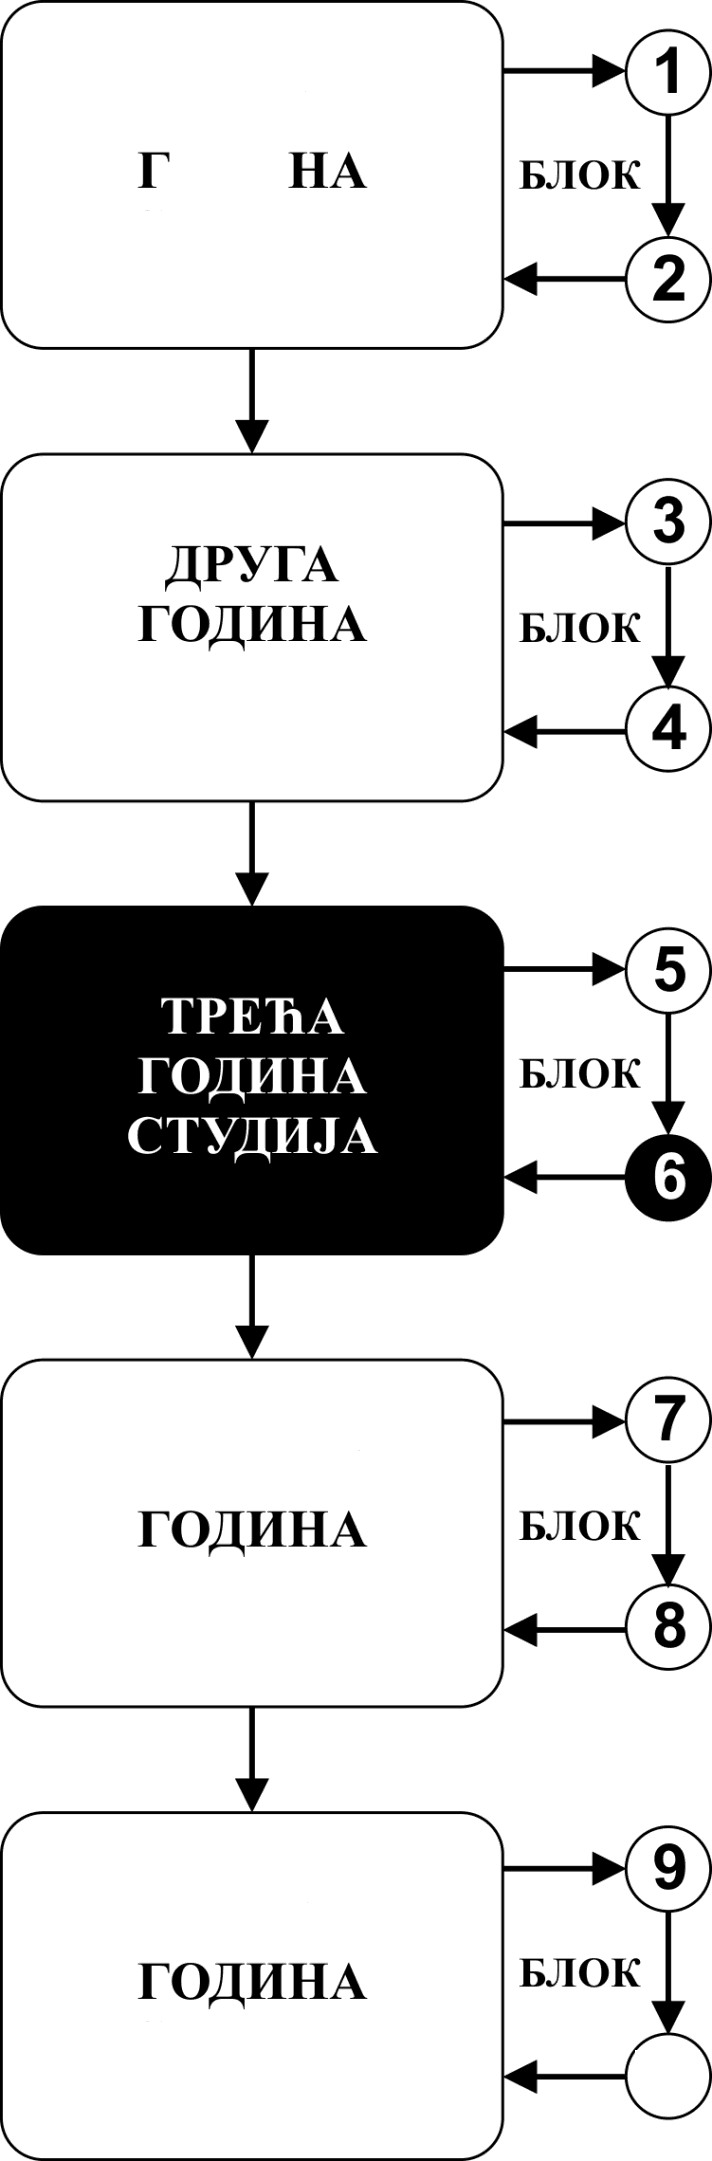 Г НА
1
БЛОК
2
ДРУГА
ГОДИНА
3
БЛОК
4
ТРЕЋА
ГОДИНА
СТУДИЈА
5
БЛОК
6
ГОДИНА
7
БЛОК
8
ГОДИНА
9
БЛОК